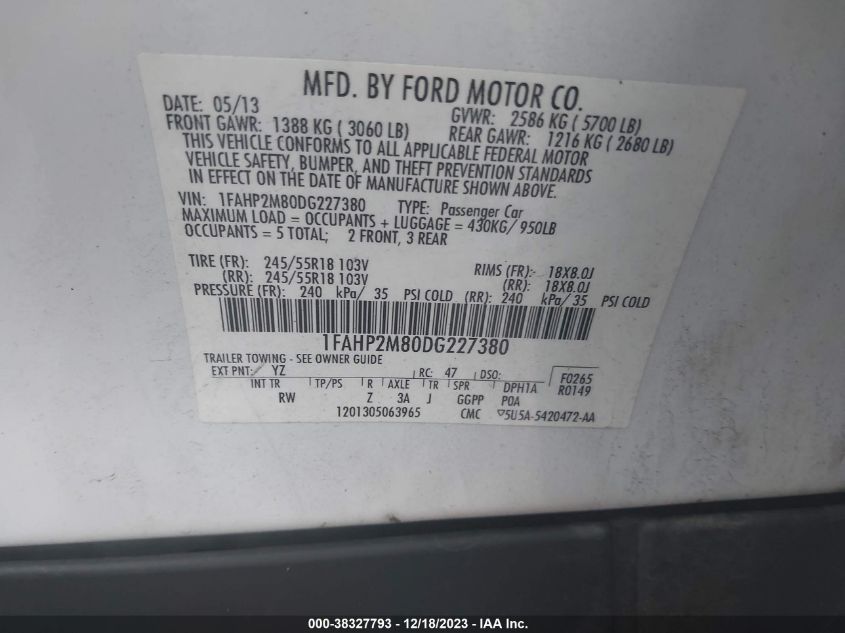 MFD. BY FORD MOTOR CO.
DATE: 05/13 GVWR: 2586 KG ( 5700 LB)
FRONT GAWR: 1388 KG ( 3060 LB) REAR GAWR: 1216 KG ( 2680 LB)
THIS VEHICLE CONFORMS TO ALL APPLICABLE FEDERAL MOTOR
VEHICLE SAFETY, BUMPER, AND THEFT PREVENTION STANDARDS
IN EFFECT ON THE DATE OF MANUFACTURE SHOWN ABOVE.
VIN: 1FAHP2M80DG227380 TYPE: Passenger Car
MAXIMUM LOAD = OCCUPANTS + LUGGAGE = 430KG/ 950LB
OCCUPANTS = 5 TOTAL; 2 FRONT, 3 REAR
TIRE (FR): 245/55R18 103V RIMS (FR): 18X8.0J
(RR): 245/55R18 103V (RR): 18X8.0J
PRESSURE (FR): 240 kPa/ 35 PSI COLD (RR): 240 kPa/ 35 PSI COLD
1FAHP2M80DG227380
TRAILER TOWING - SEE OWNER GUIDE
EXT PNT: YZ RC: 47 DSO: F0265
INT TR TP/PS R AXLE TR SPR DPH1A R0149
RW Z 3A J GGPP POA
1201305063965 CMC ▽5U5A-5420472-AA
000-38327793 - 12/18/2023 - IAA Inc.